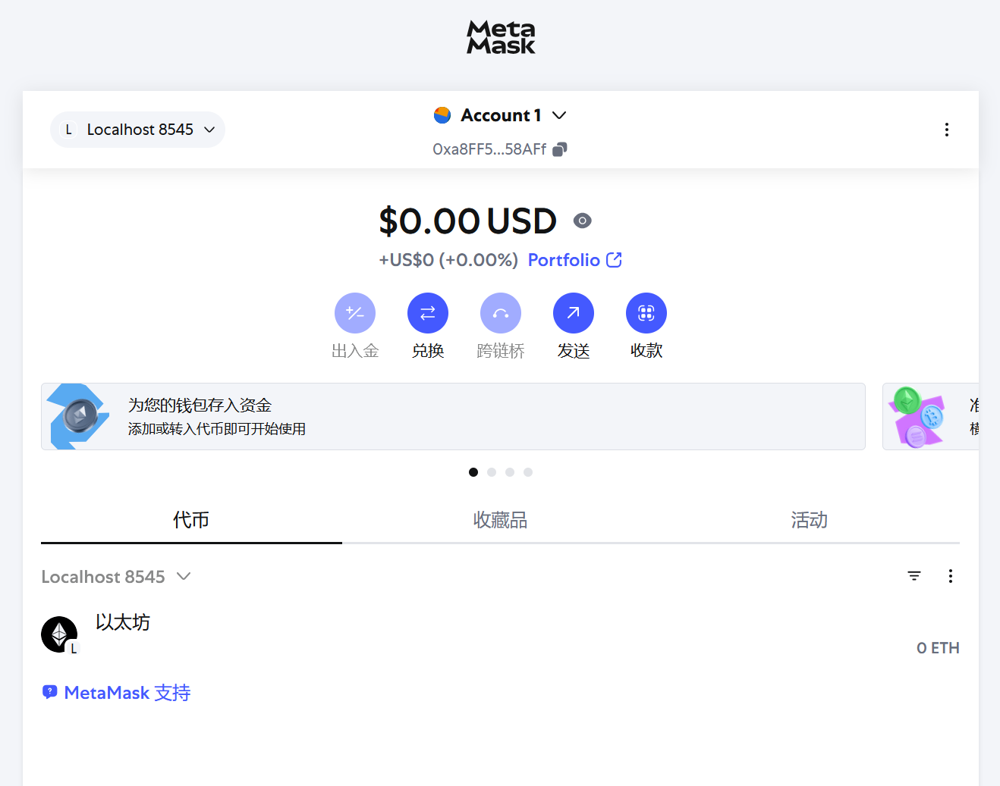 Meta
Mask
L Localhost 8545
Account 1
0xa8FF5...58AFf
$0.00 USD
+US$0 (+0.00%) Portfolio
出入金
兑换
跨链桥
发送
收款
为您的钱包存入资金
添加或转入代币即可开始使用
代币
收藏品
活动
Localhost 8545
以太坊
L
0 ETH
MetaMask 支持